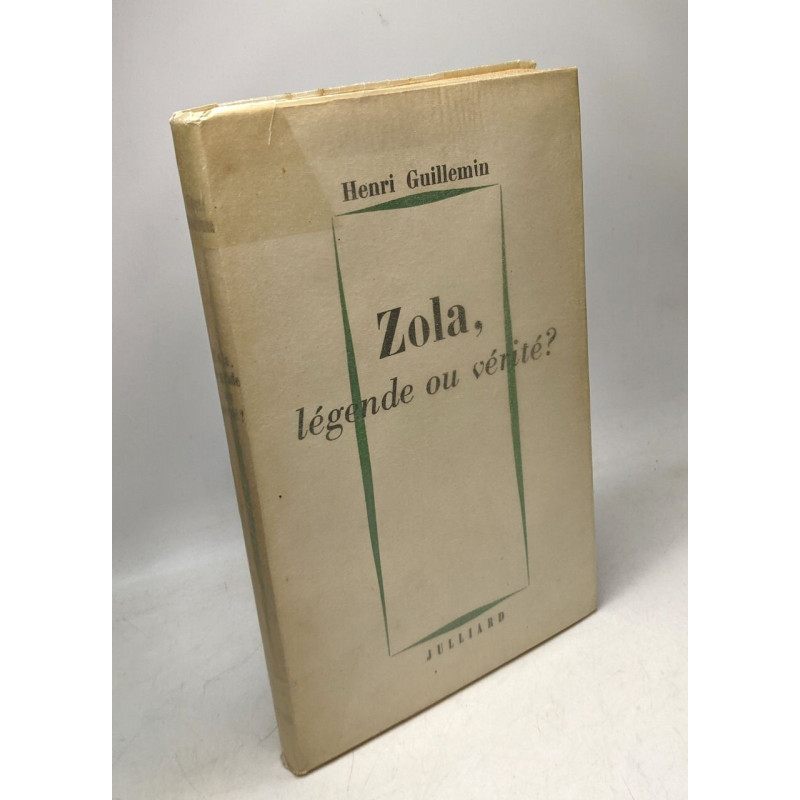 Henri Guillemin
Zola,
légende ou vérité?
JULLIARD